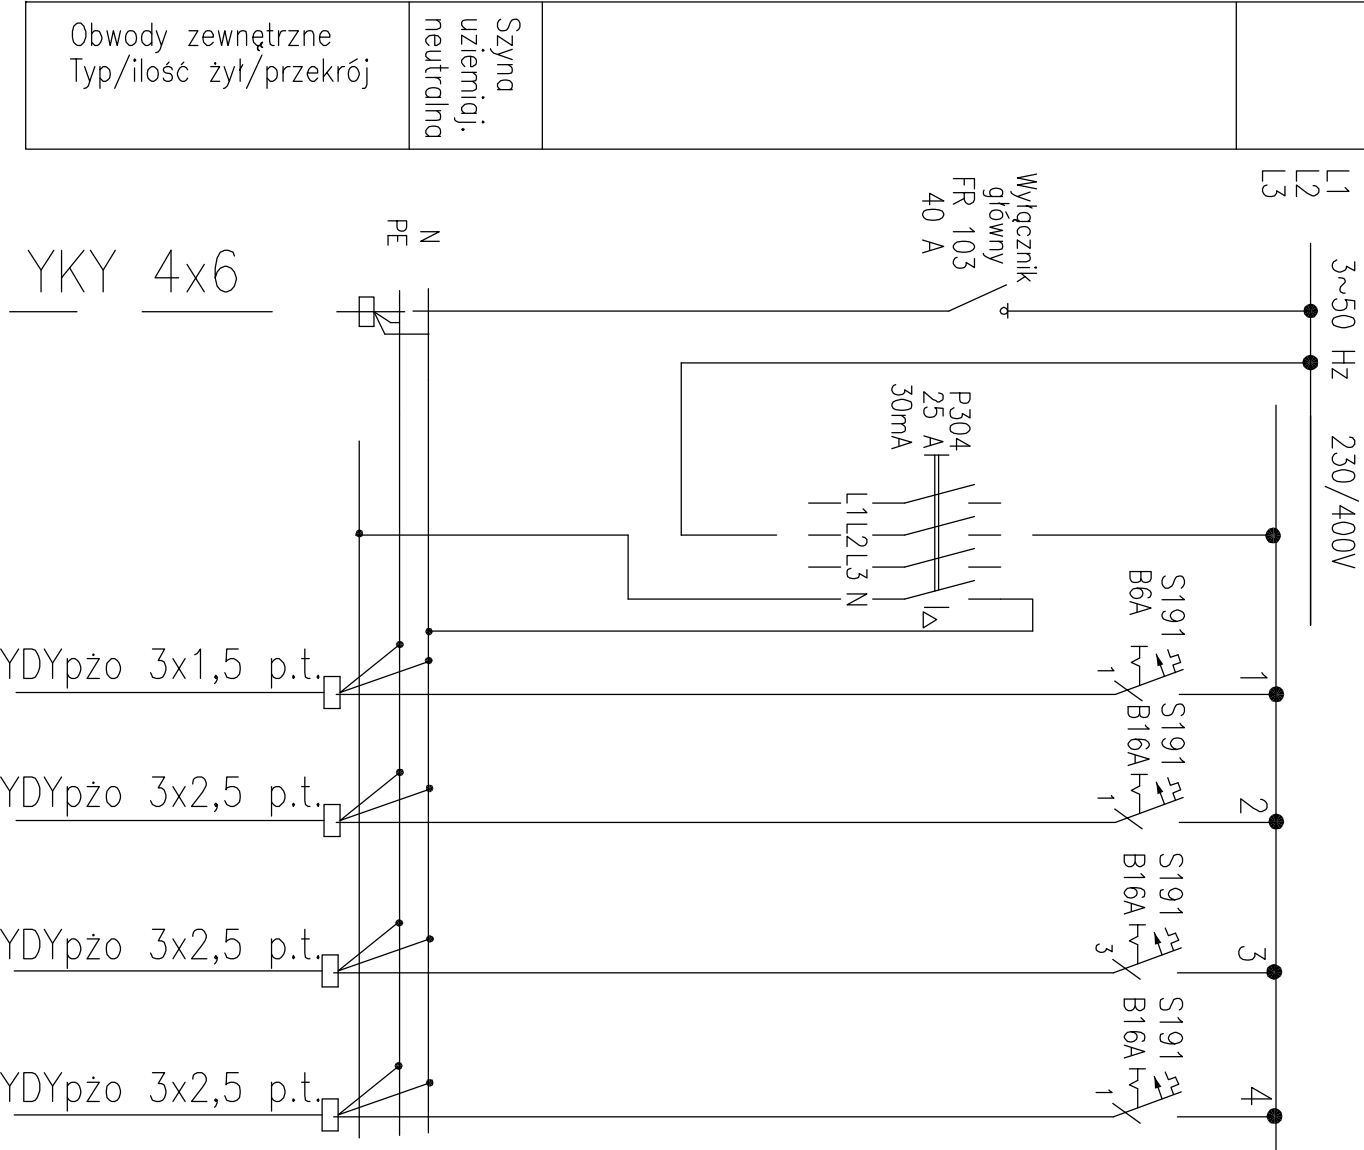 Obwody zewnętrzne
Typ/ilość żył/przekrój
Szyna
uziemiaj.
neutralna
L1
L2
L3
3~50 Hz 230/400V
Wyłącznik
główny
FR 103
40 A
N
PE
YKY 4x6
P304
25 A
30mA
L1 L2 L3 N
I△
S191
B6A
1
1
YDYpżo 3x1,5 p.t.
S191
B16A
1
2
YDYpżo 3x2,5 p.t.
S191
B16A
3
3
YDYpżo 3x2,5 p.t.
S191
B16A
1
4
YDYpżo 3x2,5 p.t.